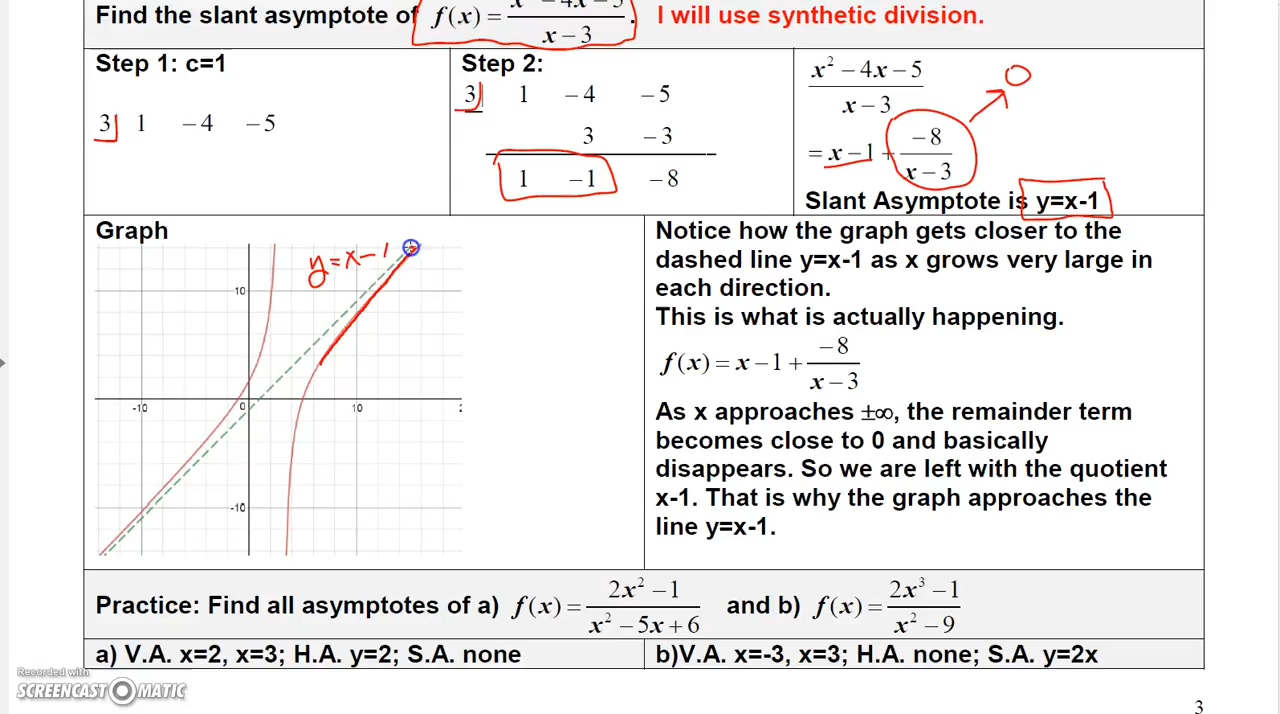 Find the slant asymptote of f(x) = x² − 4x − 5 / x − 3 . I will use synthetic division.
Step 1: c=1
3 1 −4 −5
Step 2:
3 1 −4 −5
3 −3
1 −1 −8
x² − 4x − 5 / x − 3
0
= x − 1 + −8 / x − 3
Slant Asymptote is y=x-1
Graph
y = x − 1
10
-10 0 10 2
-10
Notice how the graph gets closer to the
dashed line y=x-1 as x grows very large in
each direction.
This is what is actually happening.
f(x) = x − 1 + −8 / x − 3
As x approaches ±∞, the remainder term
becomes close to 0 and basically
disappears. So we are left with the quotient
x-1. That is why the graph approaches the
line y=x-1.
Practice: Find all asymptotes of a) f(x) = 2x² − 1 / x² − 5x + 6 and b) f(x) = 2x³ − 1 / x² − 9
a) V.A. x=2, x=3; H.A. y=2; S.A. none
b)V.A. x=-3, x=3; H.A. none; S.A. y=2x
Recorded with
SCREENCAST MATIC
3